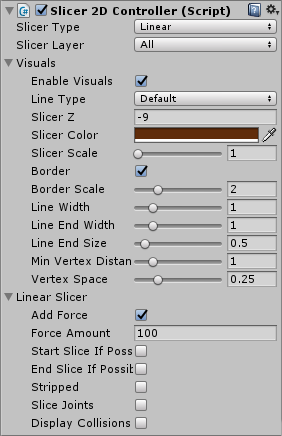 Slicer 2D Controller (Script)
Slicer Type Linear
Slicer Layer All
Visuals
Enable Visuals
Line Type Default
Slicer Z -9
Slicer Color
Slicer Scale 1
Border
Border Scale 2
Line Width 1
Line End Width 1
Line End Size 0.5
Min Vertex Distan 1
Vertex Space 0.25
Linear Slicer
Add Force
Force Amount 100
Start Slice If Poss
End Slice If Possib
Stripped
Slice Joints
Display Collisions